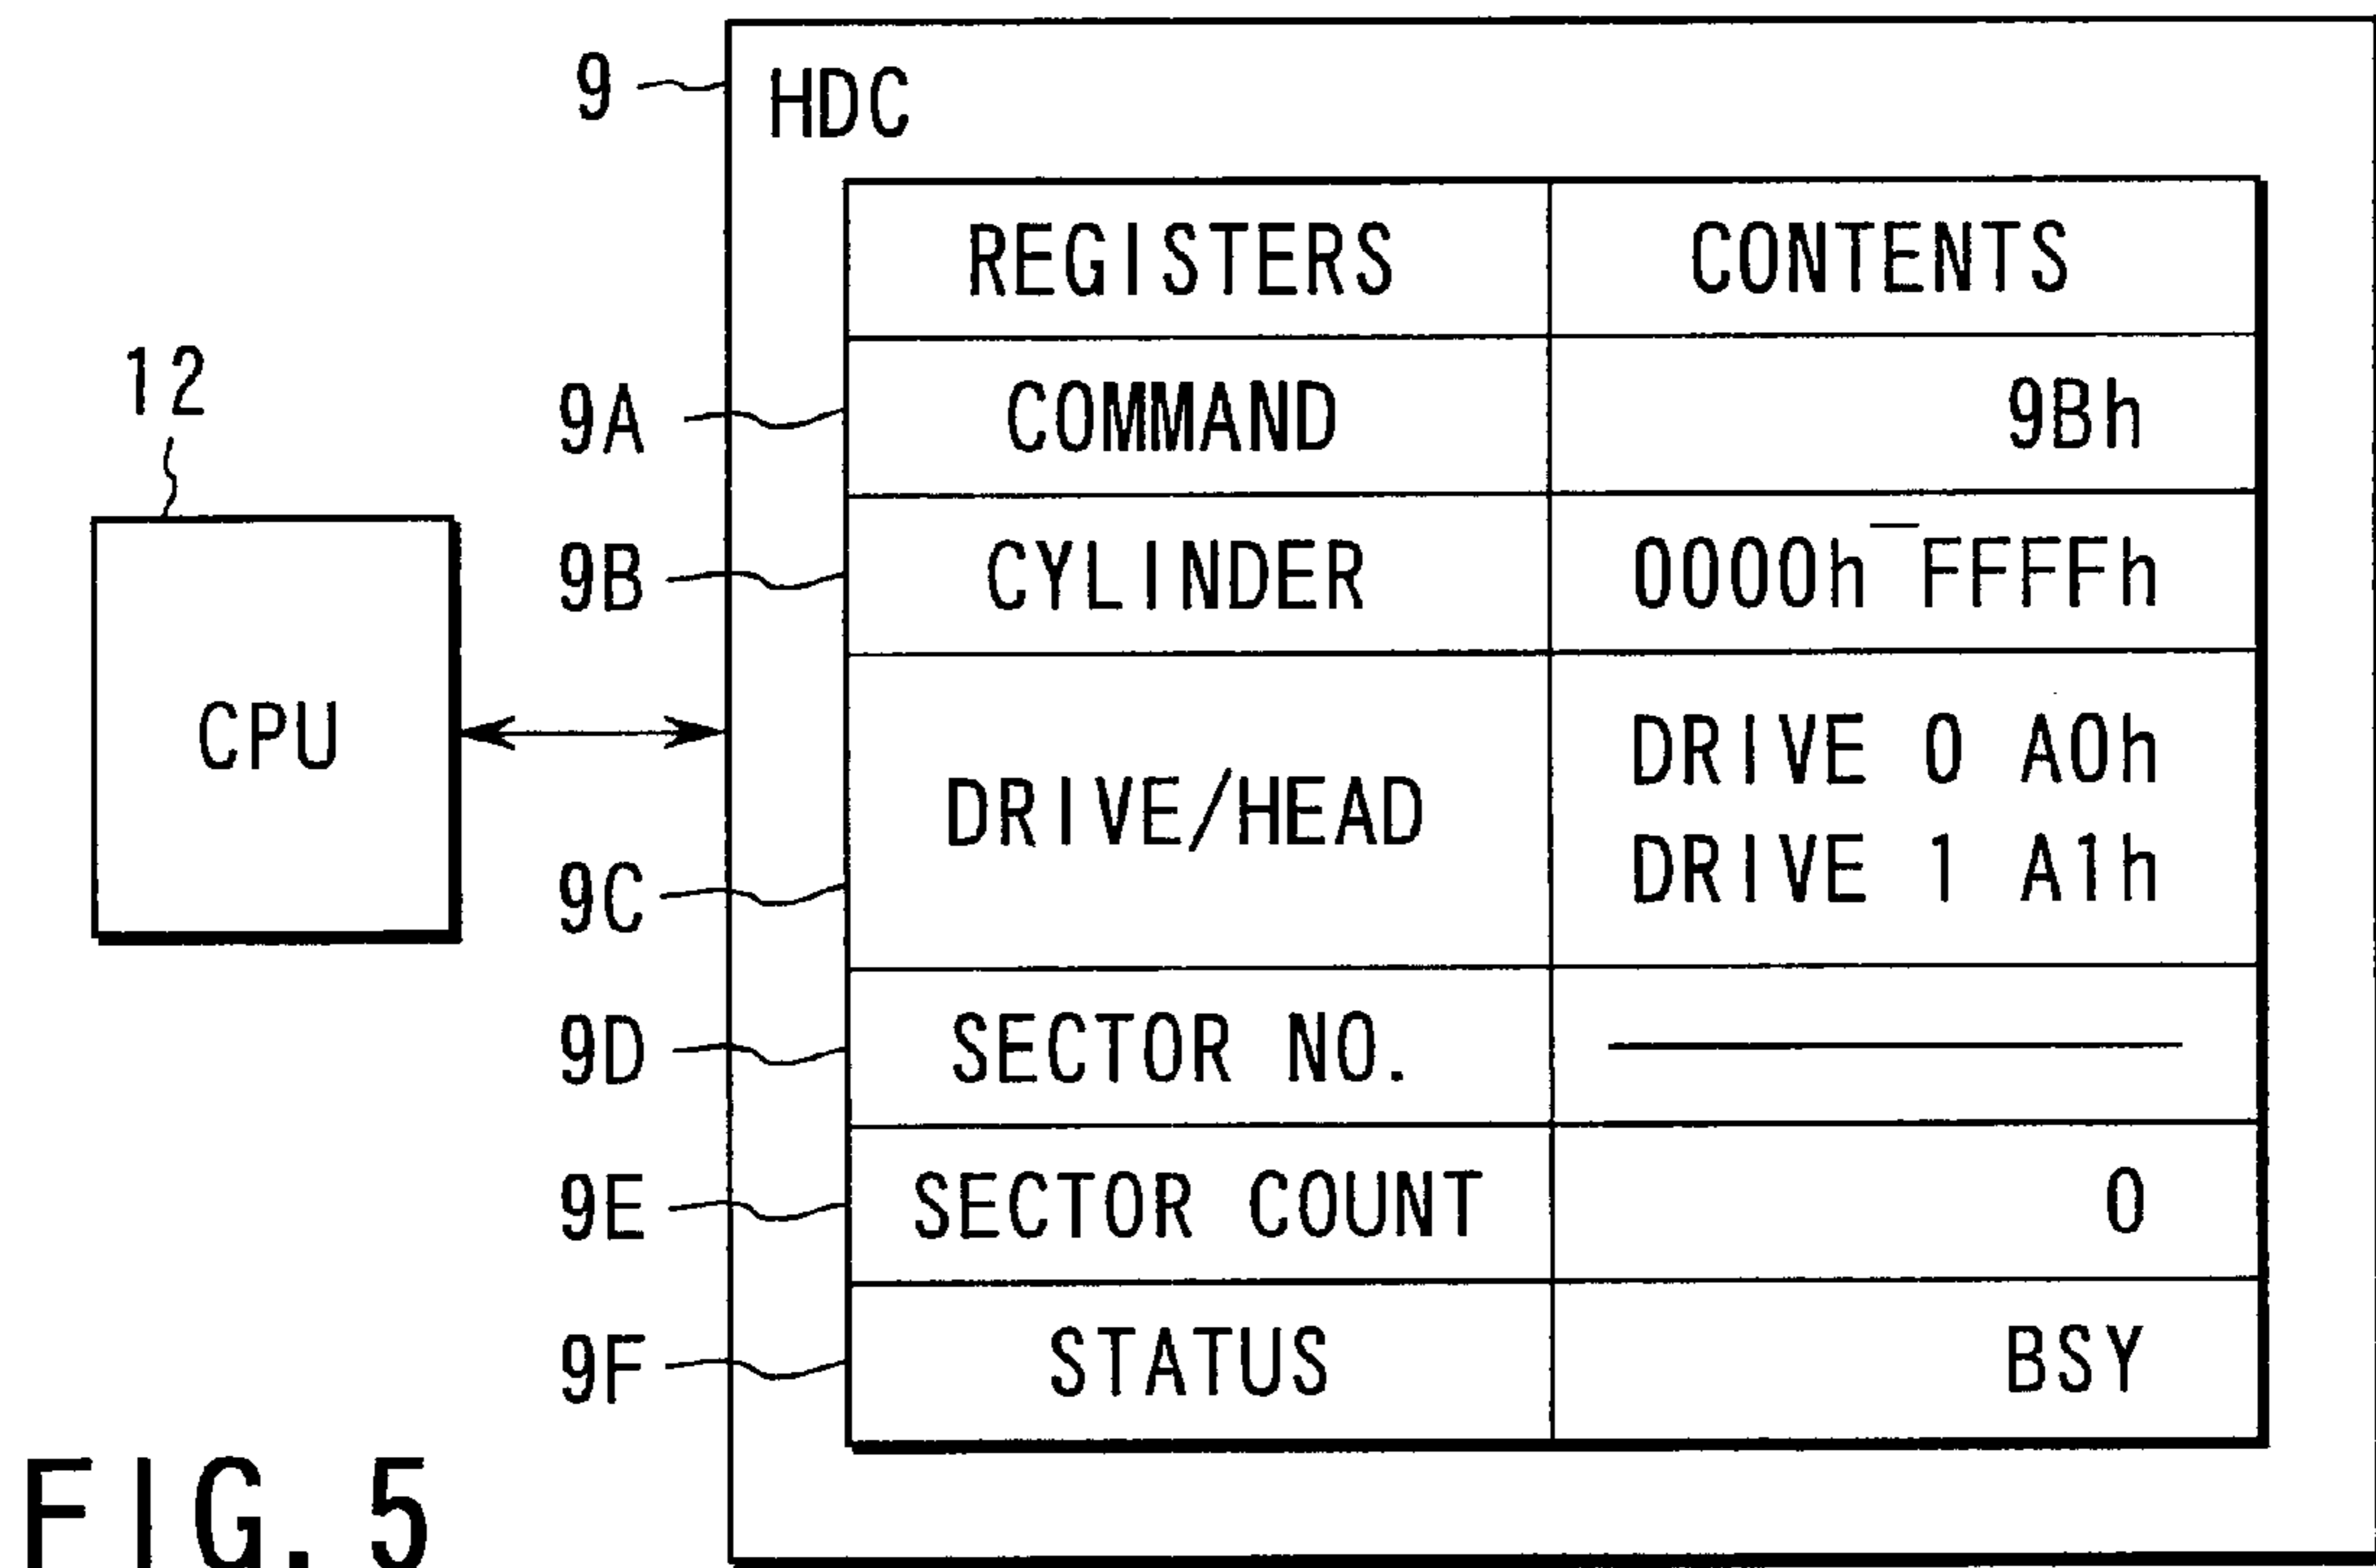 9 HDC
REGISTERS CONTENTS
12
9A COMMAND 9Bh
9B CYLINDER 0000h‾FFFFh
CPU
9C DRIVE/HEAD DRIVE 0 A0h
DRIVE 1 A1h
9D SECTOR NO. ―
9E SECTOR COUNT 0
9F STATUS BSY
FIG. 5